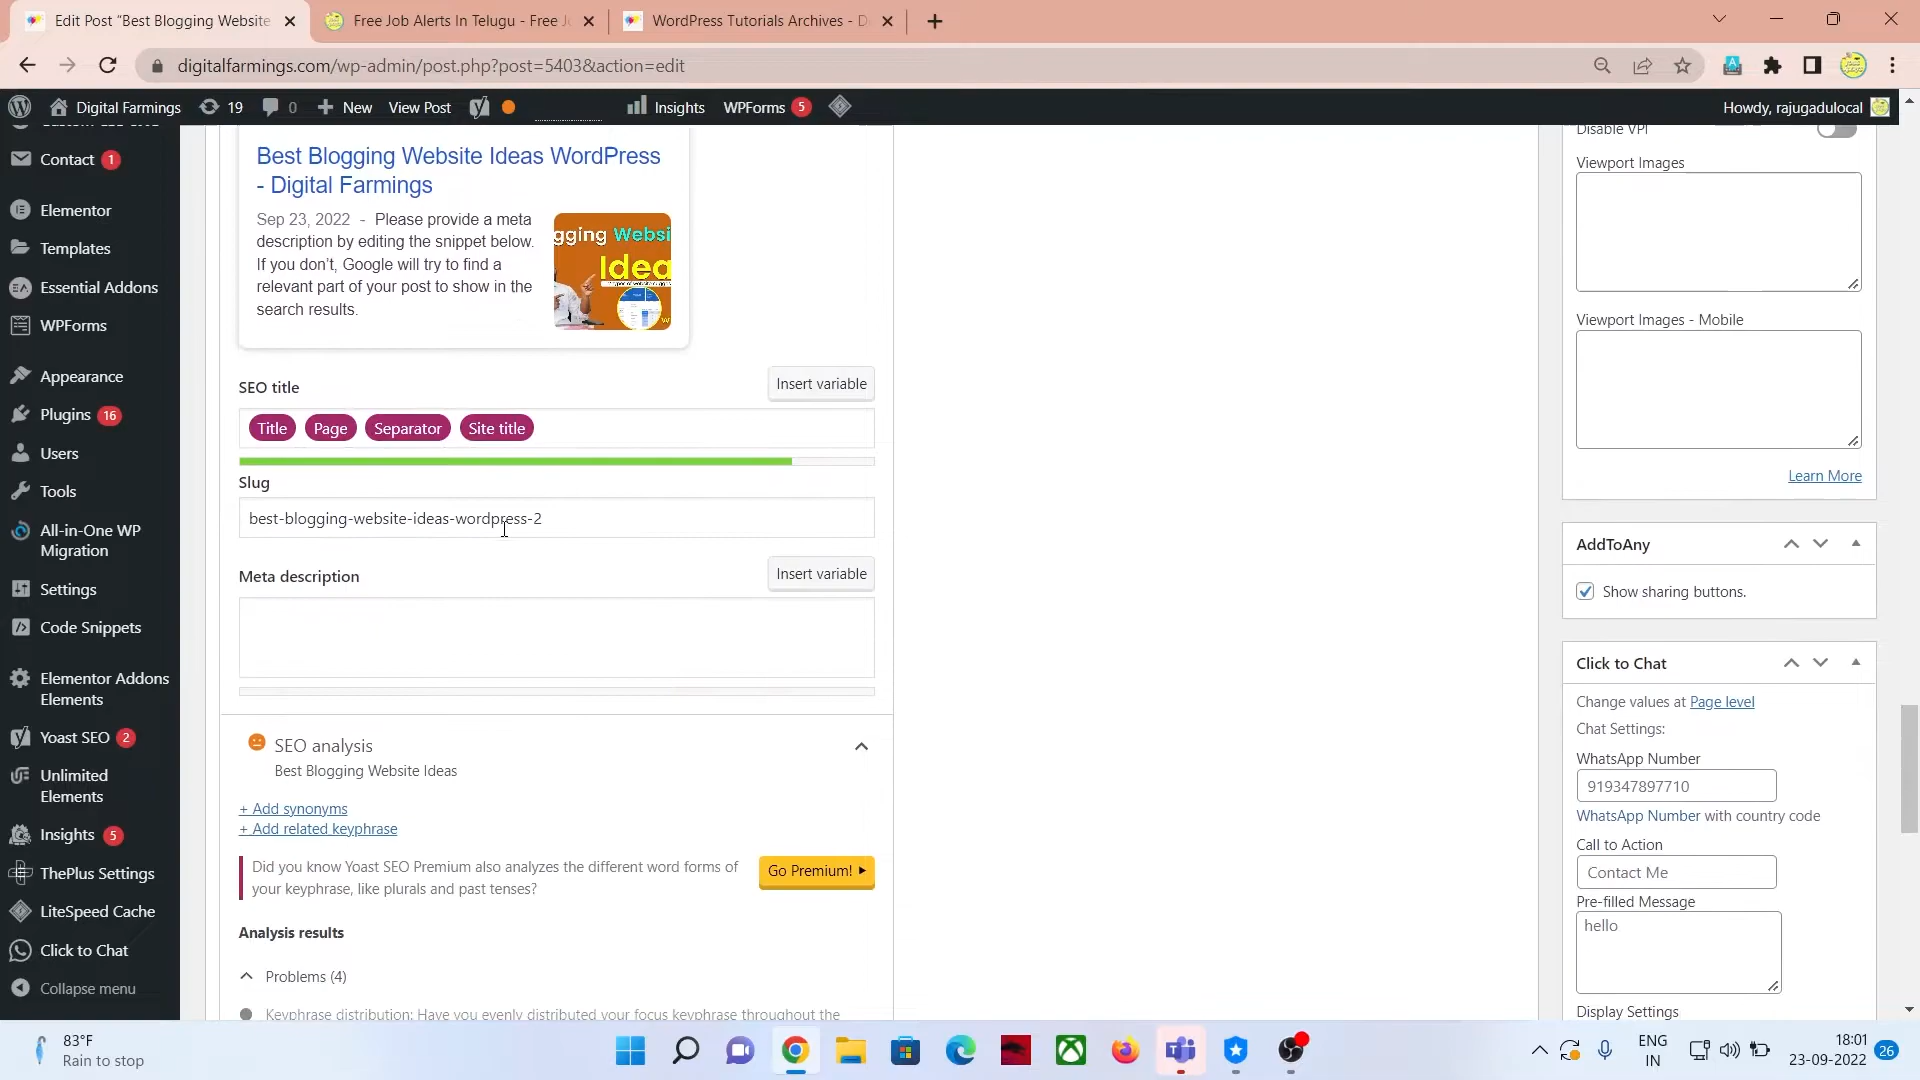 Edit Post "Best Blogging Website
Free Job Alerts In Telugu - Free Jo
WordPress Tutorials Archives - De
digitalfarmings.com/wp-admin/post.php?post=5403&action=edit
Digital Farmings
19
0
New
View Post
Insights
WPForms 5
Howdy, rajugadulocal
Contact 1
Elementor
Templates
Essential Addons
WPForms
Appearance
Plugins 16
Users
Tools
All-in-One WP
Migration
Settings
Code Snippets
Elementor Addons
Elements
Yoast SEO 2
Unlimited
Elements
Insights 5
ThePlus Settings
LiteSpeed Cache
Click to Chat
Collapse menu
Best Blogging Website Ideas WordPress
- Digital Farmings
Sep 23, 2022 - Please provide a meta
description by editing the snippet below.
If you don't, Google will try to find a
relevant part of your post to show in the
search results.
gging Websi
Idea
SEO title
Insert variable
Title Page Separator Site title
Slug
best-blogging-website-ideas-wordpress-2
Meta description
Insert variable
SEO analysis
Best Blogging Website Ideas
+ Add synonyms
+ Add related keyphrase
Did you know Yoast SEO Premium also analyzes the different word forms of
your keyphrase, like plurals and past tenses?
Go Premium!
Analysis results
Problems (4)
Keyphrase distribution: Have you evenly distributed your focus keyphrase throughout the
Disable VPI
Viewport Images
Viewport Images - Mobile
Learn More
AddToAny
Show sharing buttons.
Click to Chat
Change values at Page level
Chat Settings:
WhatsApp Number
919347897710
WhatsApp Number with country code
Call to Action
Contact Me
Pre-filled Message
hello
Display Settings
83°F
Rain to stop
ENG
IN
18:01
23-09-2022
26